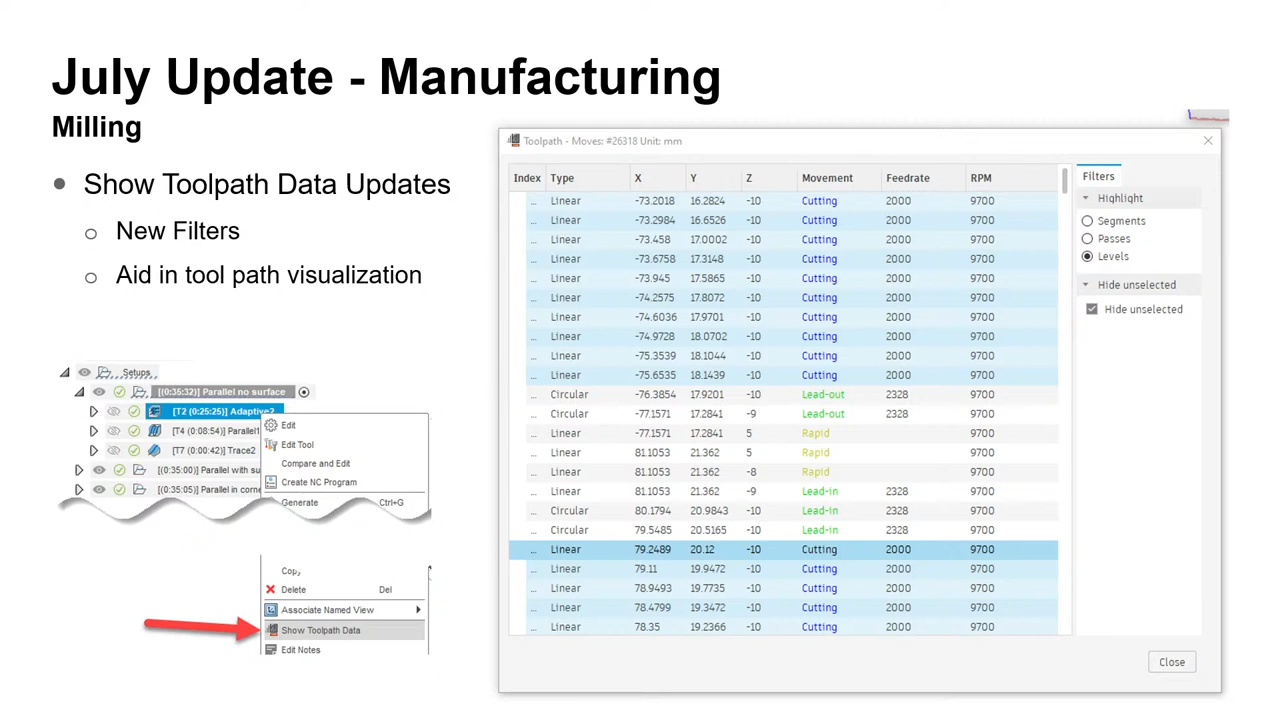 July Update - Manufacturing
Milling
Show Toolpath Data Updates
New Filters
Aid in tool path visualization
Setups
[(0:35:32)] Parallel no surface
[T2 (0:25:25)] Adaptive2
[T4 (0:08:54)] Parallel1
[T7 (0:00:42)] Trace2
[(0:35:00)] Parallel with su
[(0:35:05)] Parallel in corne
Edit
Edit Tool
Compare and Edit
Create NC Program
Generate Ctrl+G
Copy
Delete Del
Associate Named View
Show Toolpath Data
Edit Notes
Toolpath - Moves: #26318 Unit: mm
Index Type X Y Z Movement Feedrate RPM
... Linear -73.2018 16.2824 -10 Cutting 2000 9700
... Linear -73.2984 16.6526 -10 Cutting 2000 9700
... Linear -73.458 17.0002 -10 Cutting 2000 9700
... Linear -73.6758 17.3148 -10 Cutting 2000 9700
... Linear -73.945 17.5865 -10 Cutting 2000 9700
... Linear -74.2575 17.8072 -10 Cutting 2000 9700
... Linear -74.6036 17.9701 -10 Cutting 2000 9700
... Linear -74.9728 18.0702 -10 Cutting 2000 9700
... Linear -75.3539 18.1044 -10 Cutting 2000 9700
... Linear -75.6535 18.1439 -10 Cutting 2000 9700
... Circular -76.3854 17.9201 -10 Lead-out 2328 9700
... Circular -77.1571 17.2841 -9 Lead-out 2328 9700
... Linear -77.1571 17.2841 5 Rapid 9700
... Linear 81.1053 21.362 5 Rapid 9700
... Linear 81.1053 21.362 -8 Rapid 9700
... Linear 81.1053 21.362 -9 Lead-in 2328 9700
... Circular 80.1794 20.9843 -10 Lead-in 2328 9700
... Circular 79.5485 20.5165 -10 Lead-in 2328 9700
... Linear 79.2489 20.12 -10 Cutting 2000 9700
... Linear 79.11 19.9472 -10 Cutting 2000 9700
... Linear 78.9493 19.7735 -10 Cutting 2000 9700
... Linear 78.4799 19.3472 -10 Cutting 2000 9700
... Linear 78.35 19.2366 -10 Cutting 2000 9700
Filters
Highlight
Segments
Passes
Levels
Hide unselected
Hide unselected
Close